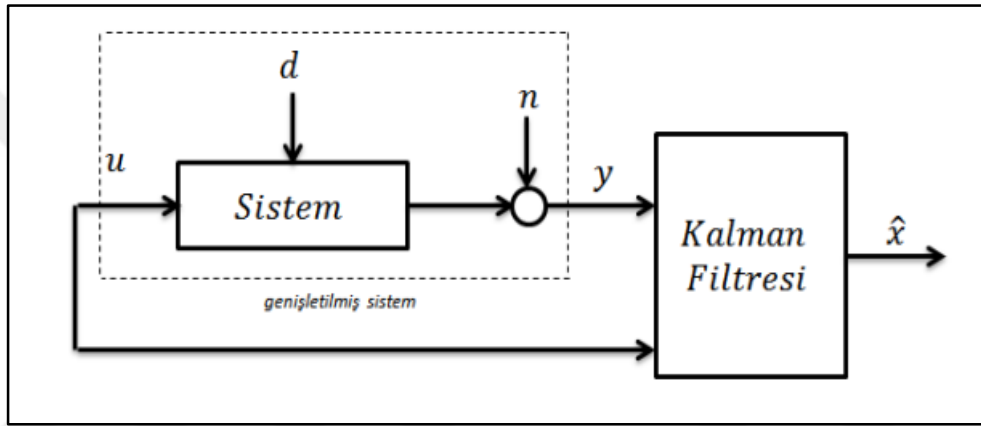 d
n
u
Sistem
y
Kalman
Filtresi
x̂
genişletilmiş sistem